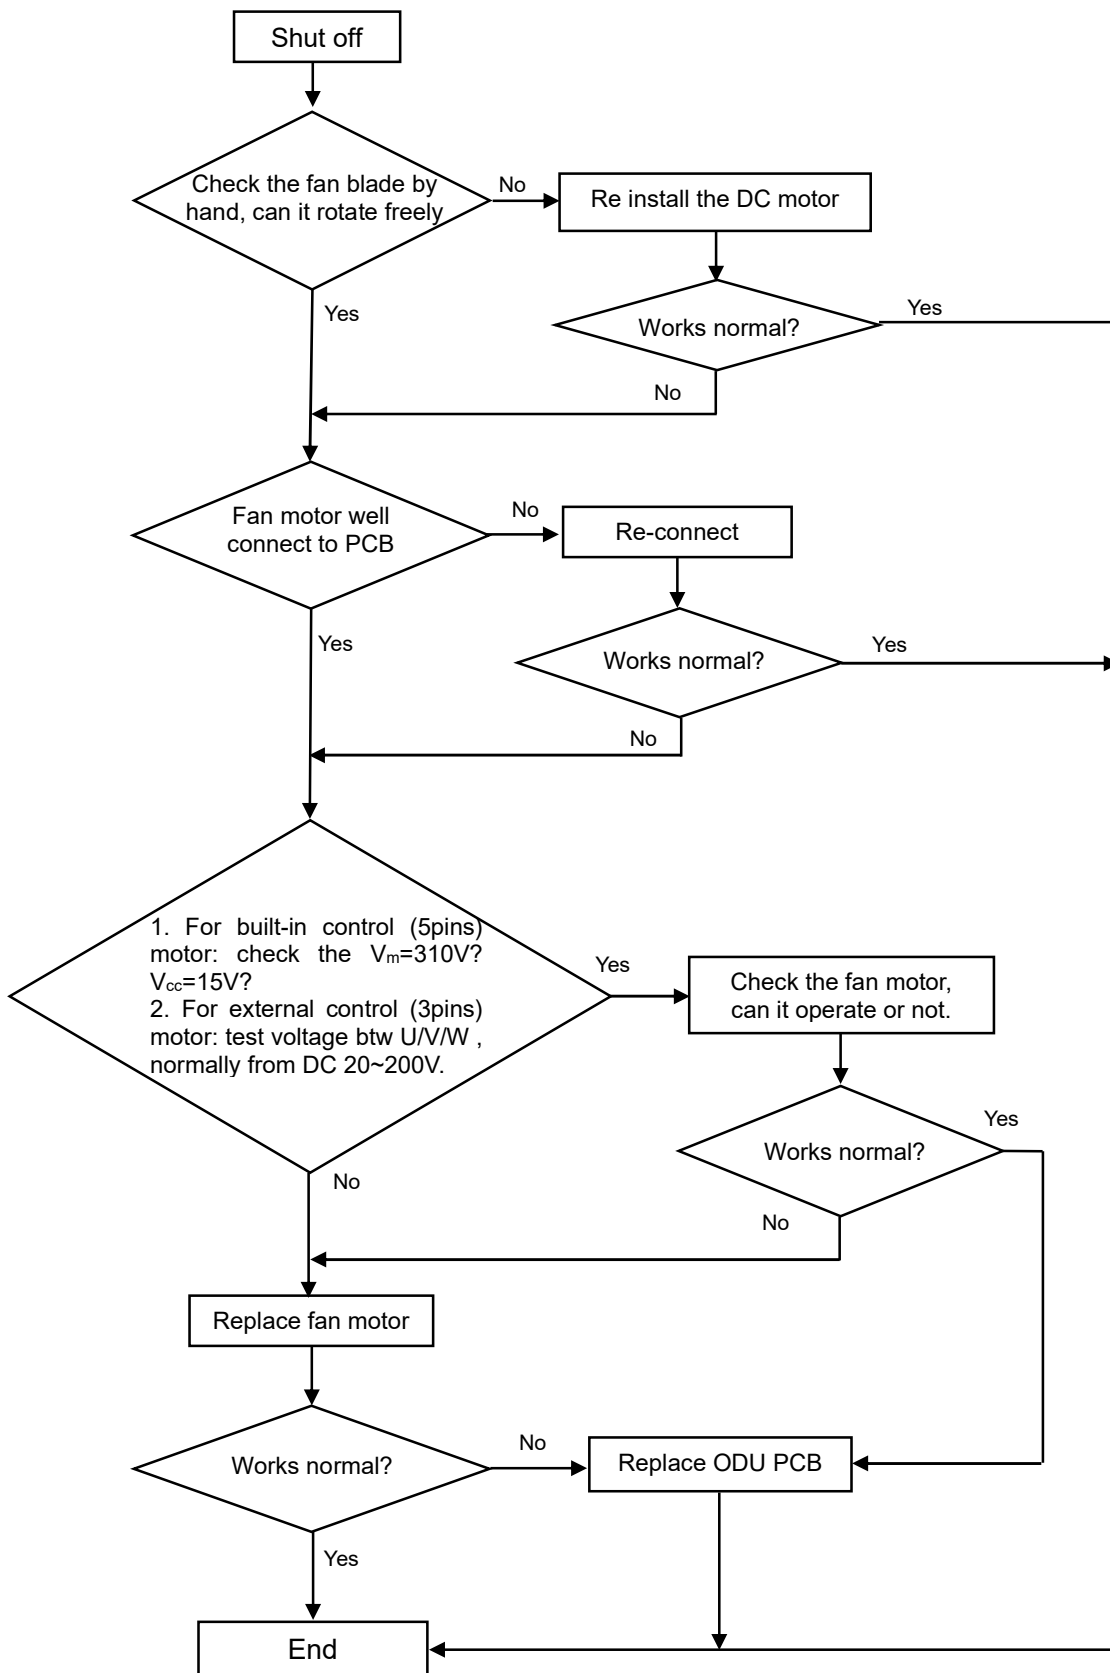 Shut off
Check the fan blade by
hand, can it rotate freely
No
Re install the DC motor
Yes
Works normal?
Yes
No
Fan motor well
connect to PCB
No
Re-connect
Yes
Works normal?
Yes
No
1. For built-in control (5pins)
motor: check the Vm=310V?
Vcc=15V?
2. For external control (3pins)
motor: test voltage btw U/V/W ,
normally from DC 20~200V.
Yes
Check the fan motor,
can it operate or not.
Works normal?
Yes
No
No
Replace fan motor
Works normal?
No
Replace ODU PCB
Yes
End